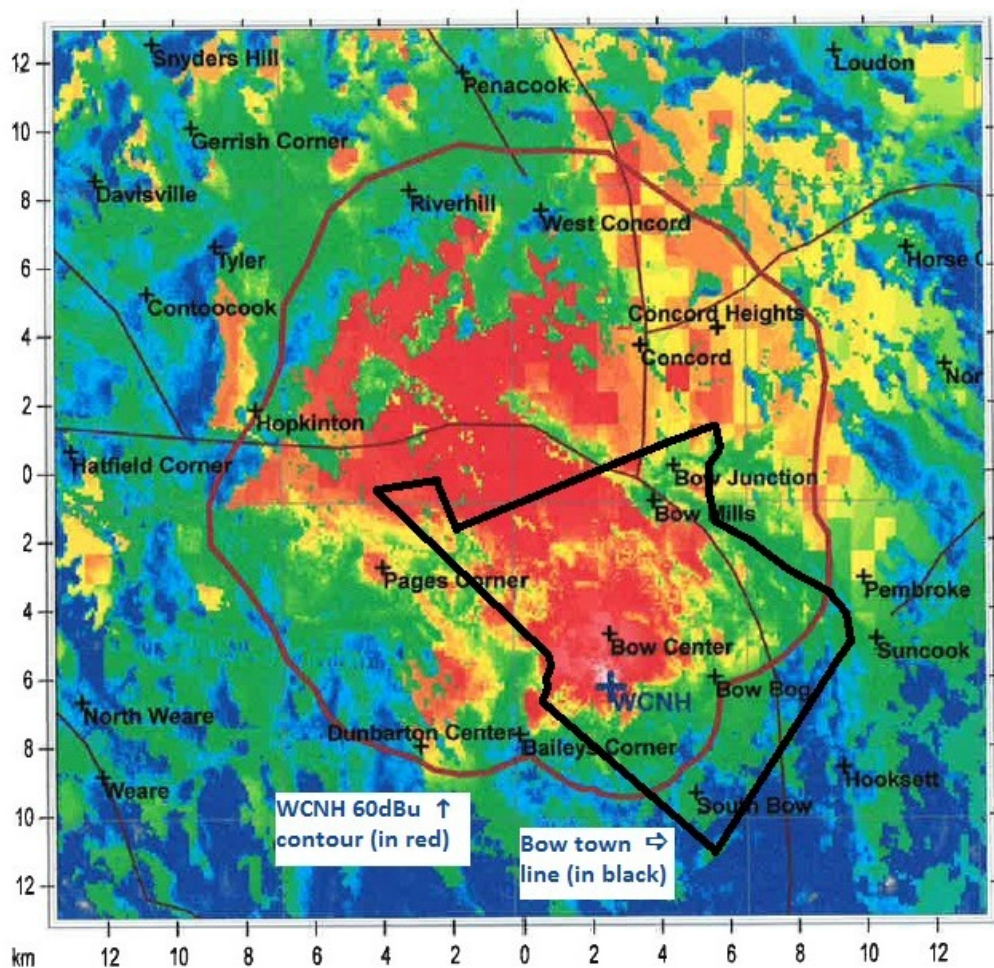 12
Snyders Hill
Loudon
Penacook
10
Gerrish Corner
8
Davisville
Riverhill
West Concord
6
Tyler
Horse
Contoocook
4
Concord Heights
Concord
Nor
2
Hopkinton
0
Hatfield Corner
Bow Junction
Bow Mills
2
Pages Corner
Pembroke
4
Bow Center
Suncook
6
Bow Bog
WCNH
North Weare
8
Dunbarton Center
Baileys Corner
Weare
Hooksett
South Bow
10
WCNH 60dBu ↑
contour (in red)
Bow town ⇨
line (in black)
12
km 12 10 8 6 4 2 0 2 4 6 8 10 12